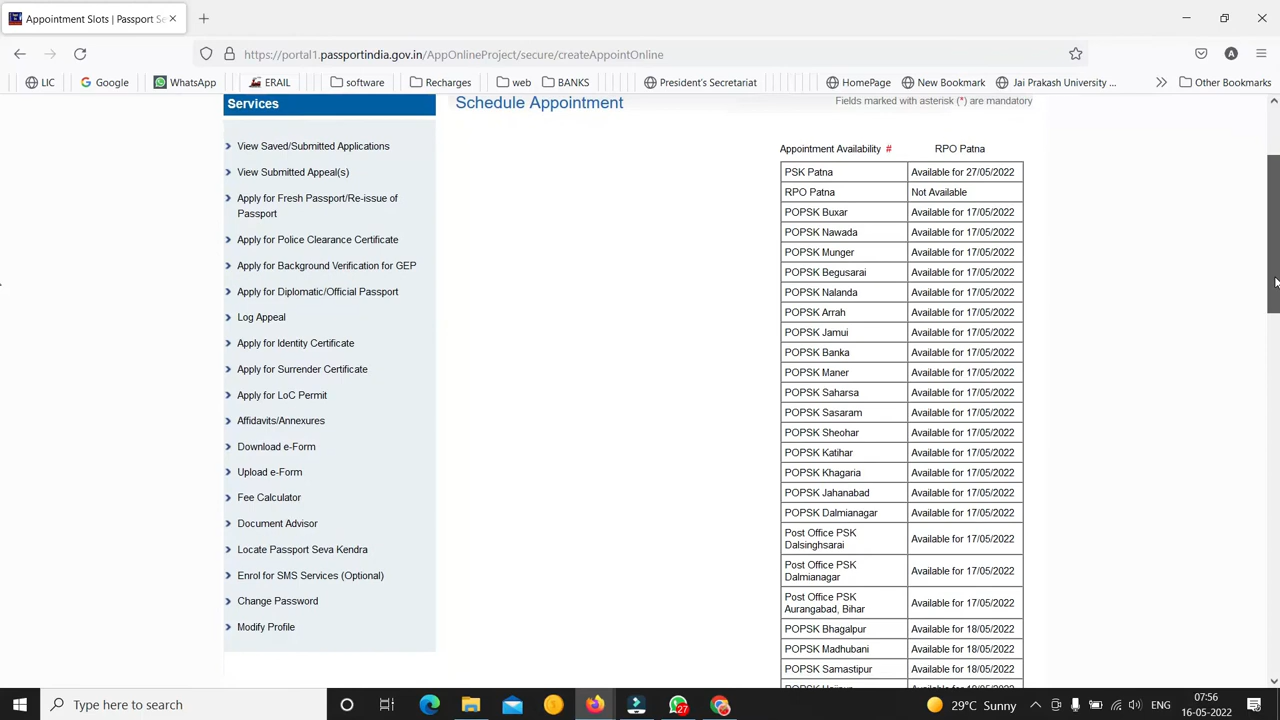 Appointment Slots | Passport Se
https://portal1.passportindia.gov.in/AppOnlineProject/secure/createAppointOnline
A
LIC
Google
WhatsApp
ERAIL
software
Recharges
web
BANKS
President's Secretariat
HomePage
New Bookmark
Jai Prakash University ...
Other Bookmarks
Services
View Saved/Submitted Applications
View Submitted Appeal(s)
Apply for Fresh Passport/Re-issue of
Passport
Apply for Police Clearance Certificate
Apply for Background Verification for GEP
Apply for Diplomatic/Official Passport
Log Appeal
Apply for Identity Certificate
Apply for Surrender Certificate
Apply for LoC Permit
Affidavits/Annexures
Download e-Form
Upload e-Form
Fee Calculator
Document Advisor
Locate Passport Seva Kendra
Enrol for SMS Services (Optional)
Change Password
Modify Profile
Schedule Appointment
Fields marked with asterisk (*) are mandatory
Appointment Availability # RPO Patna
PSK Patna Available for 27/05/2022
RPO Patna Not Available
POPSK Buxar Available for 17/05/2022
POPSK Nawada Available for 17/05/2022
POPSK Munger Available for 17/05/2022
POPSK Begusarai Available for 17/05/2022
POPSK Nalanda Available for 17/05/2022
POPSK Arrah Available for 17/05/2022
POPSK Jamui Available for 17/05/2022
POPSK Banka Available for 17/05/2022
POPSK Maner Available for 17/05/2022
POPSK Saharsa Available for 17/05/2022
POPSK Sasaram Available for 17/05/2022
POPSK Sheohar Available for 17/05/2022
POPSK Katihar Available for 17/05/2022
POPSK Khagaria Available for 17/05/2022
POPSK Jahanabad Available for 17/05/2022
POPSK Dalmianagar Available for 17/05/2022
Post Office PSK
Dalsinghsarai Available for 17/05/2022
Post Office PSK
Dalmianagar Available for 17/05/2022
Post Office PSK
Aurangabad, Bihar Available for 17/05/2022
POPSK Bhagalpur Available for 18/05/2022
POPSK Madhubani Available for 18/05/2022
POPSK Samastipur Available for 18/05/2022
Type here to search
27
29°C Sunny
ENG
07:56
16-05-2022